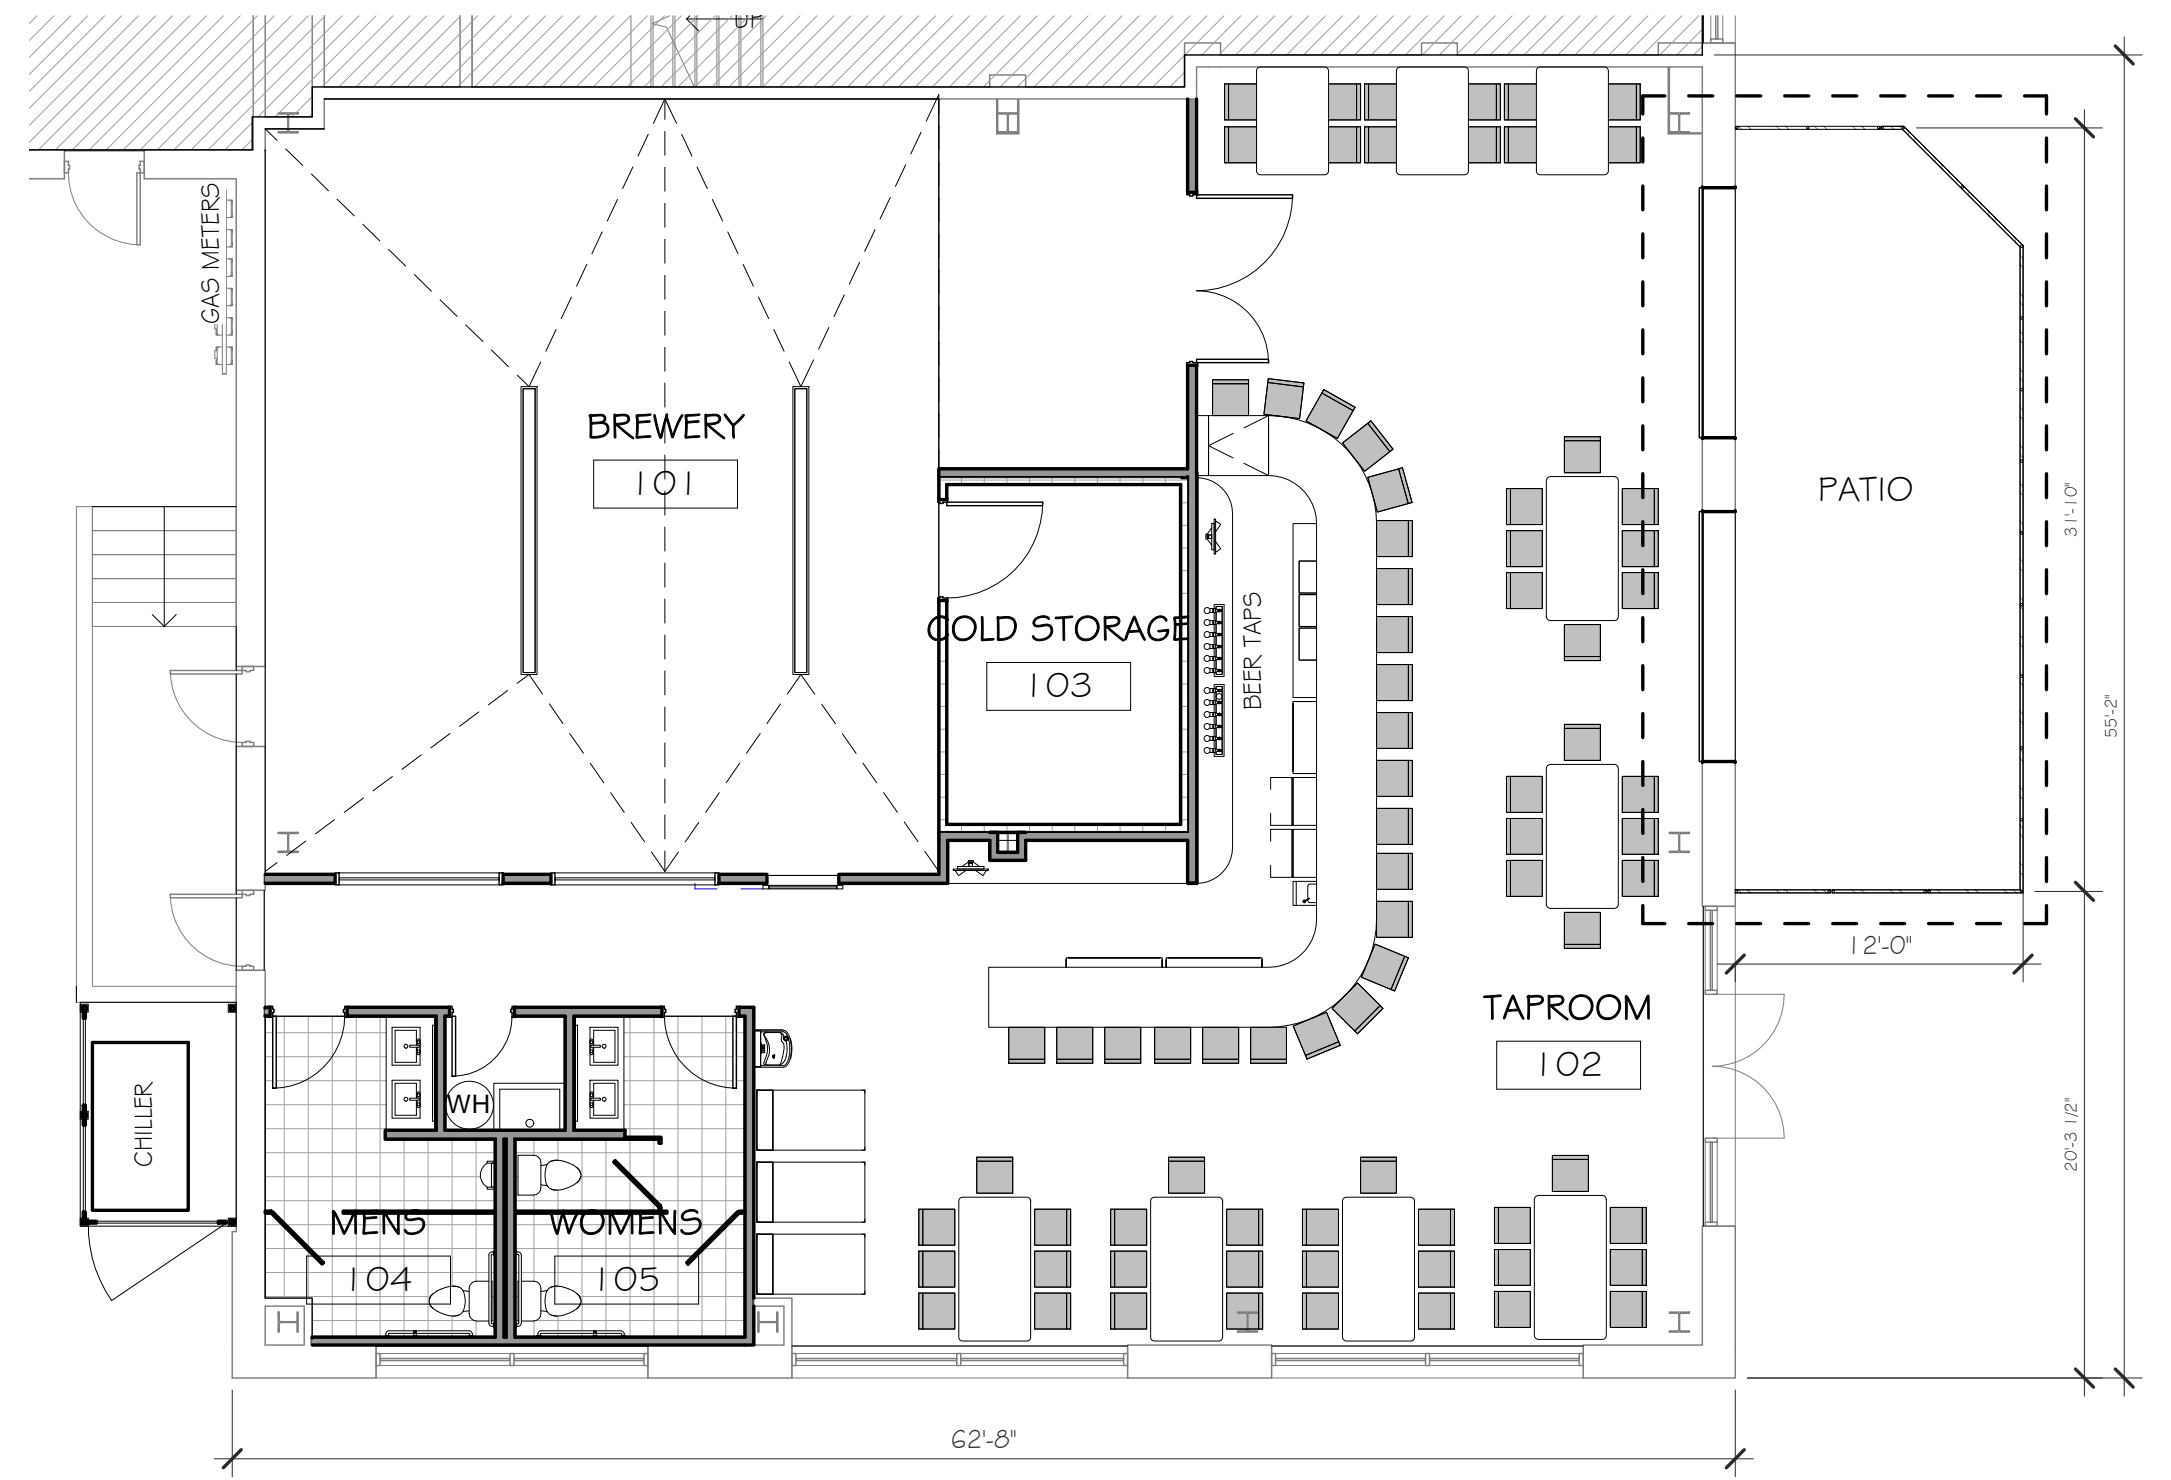 UP
GAS METERS
BREWERY
101
PATIO
31'-10"
COLD STORAGE
103
BEER TAPS
55'-2"
12'-0"
TAPROOM
102
CHILLER
WH
20'-3 1/2"
MENS
104
WOMENS
105
62'-8"